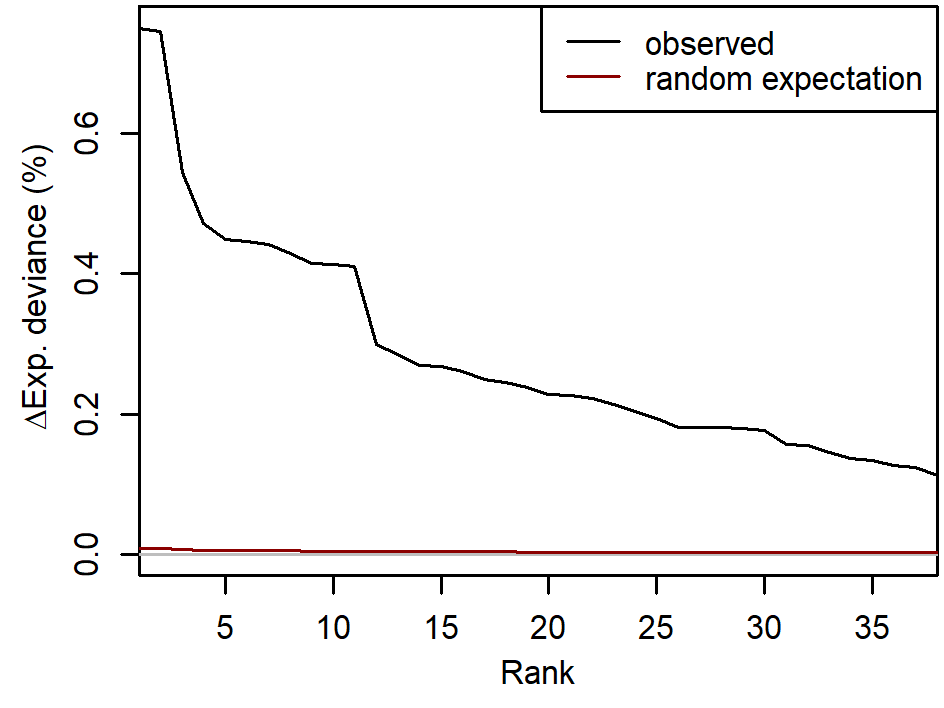 observed
random expectation
ΔExp. deviance (%)
0.6
0.4
0.2
0.0
5 10 15 20 25 30 35
Rank